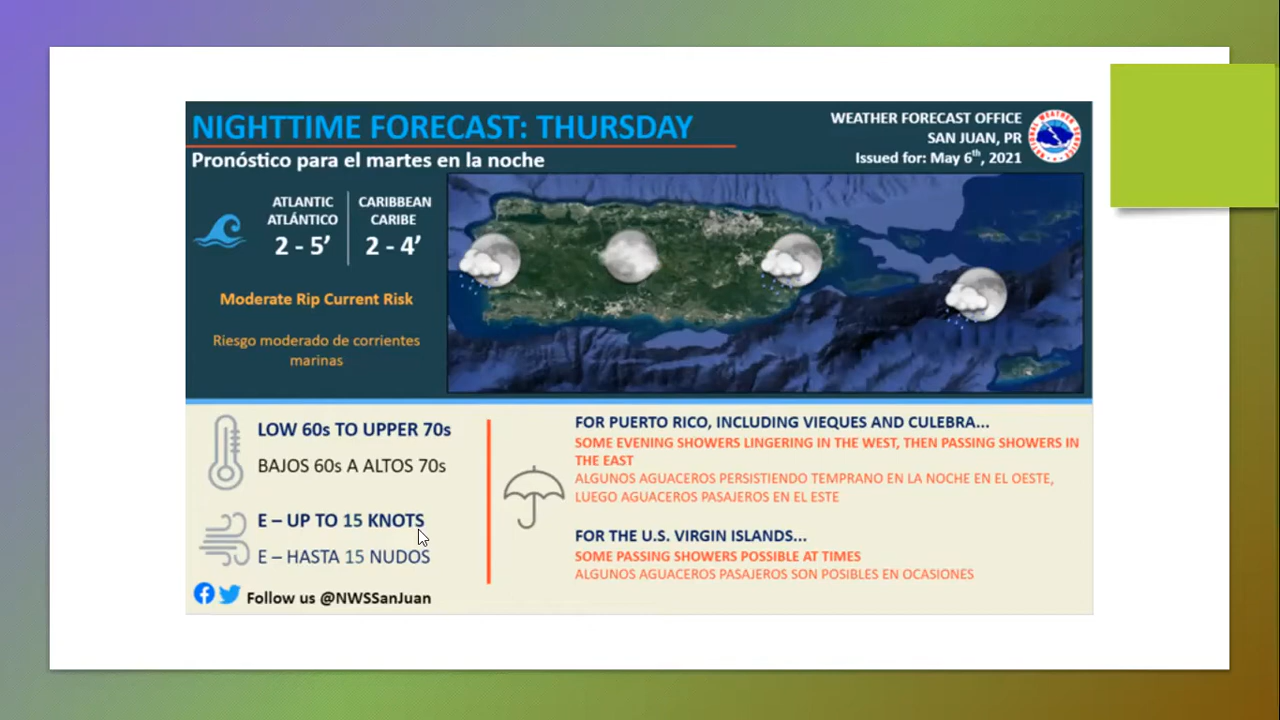 NIGHTTIME FORECAST: THURSDAY
Pronóstico para el martes en la noche
WEATHER FORECAST OFFICE
SAN JUAN, PR
Issued for: May 6th, 2021
ATLANTIC
ATLÁNTICO
2 - 5’
CARIBBEAN
CARIBE
2 - 4’
Moderate Rip Current Risk
Riesgo moderado de corrientes
marinas
LOW 60s TO UPPER 70s
BAJOS 60s A ALTOS 70s
E – UP TO 15 KNOTS
E – HASTA 15 NUDOS
Follow us @NWSSanJuan
FOR PUERTO RICO, INCLUDING VIEQUES AND CULEBRA...
SOME EVENING SHOWERS LINGERING IN THE WEST, THEN PASSING SHOWERS IN
THE EAST
ALGUNOS AGUACEROS PERSISTIENDO TEMPRANO EN LA NOCHE EN EL OESTE,
LUEGO AGUACEROS PASAJEROS EN EL ESTE
FOR THE U.S. VIRGIN ISLANDS...
SOME PASSING SHOWERS POSSIBLE AT TIMES
ALGUNOS AGUACEROS PASAJEROS SON POSIBLES EN OCASIONES